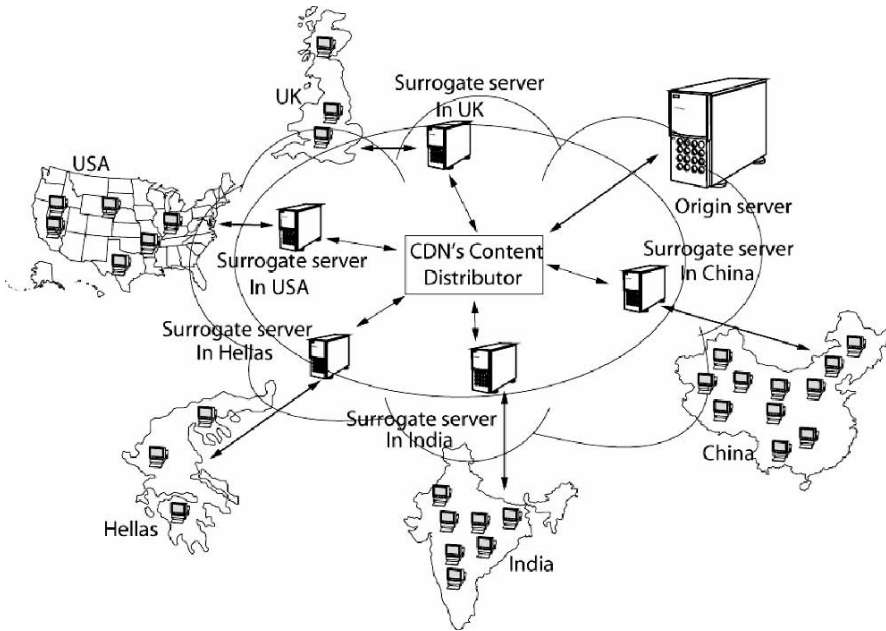 UK
Surrogate server
In UK
USA
Origin server
Surrogate server
In USA
CDN's Content
Distributor
Surrogate server
In China
Surrogate server
In Hellas
Surrogate server
In India
China
Hellas
India